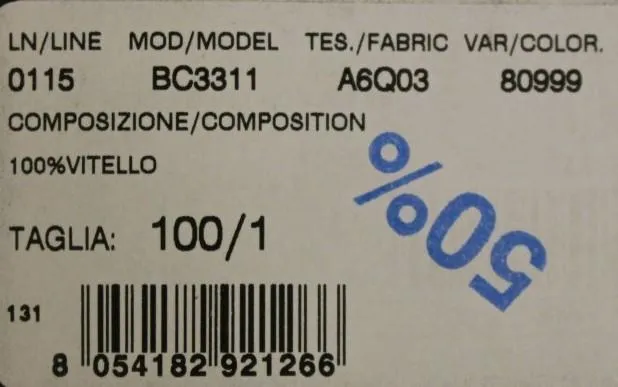 LN/LINE MOD/MODEL TES./FABRIC VAR/COLOR.
0115 BC3311 A6Q03 80999
COMPOSIZIONE/COMPOSITION
100%VITELLO
50%
TAGLIA: 100/1
131
8 054182 921266